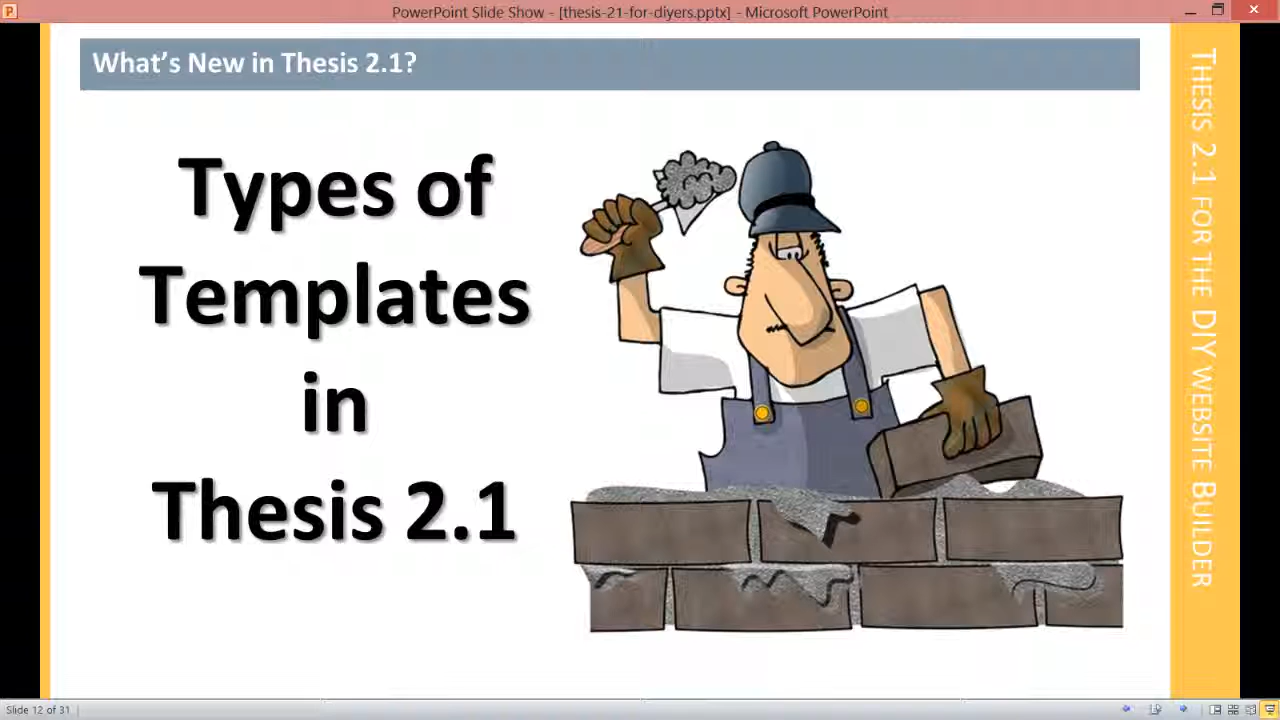 PowerPoint Slide Show - [thesis-21-for-diyers.pptx] - Microsoft PowerPoint
What's New in Thesis 2.1?
Types of
Templates
in
Thesis 2.1
THESIS 2.1 FOR THE DIY WEBSITE BUILDER
Slide 12 of 31